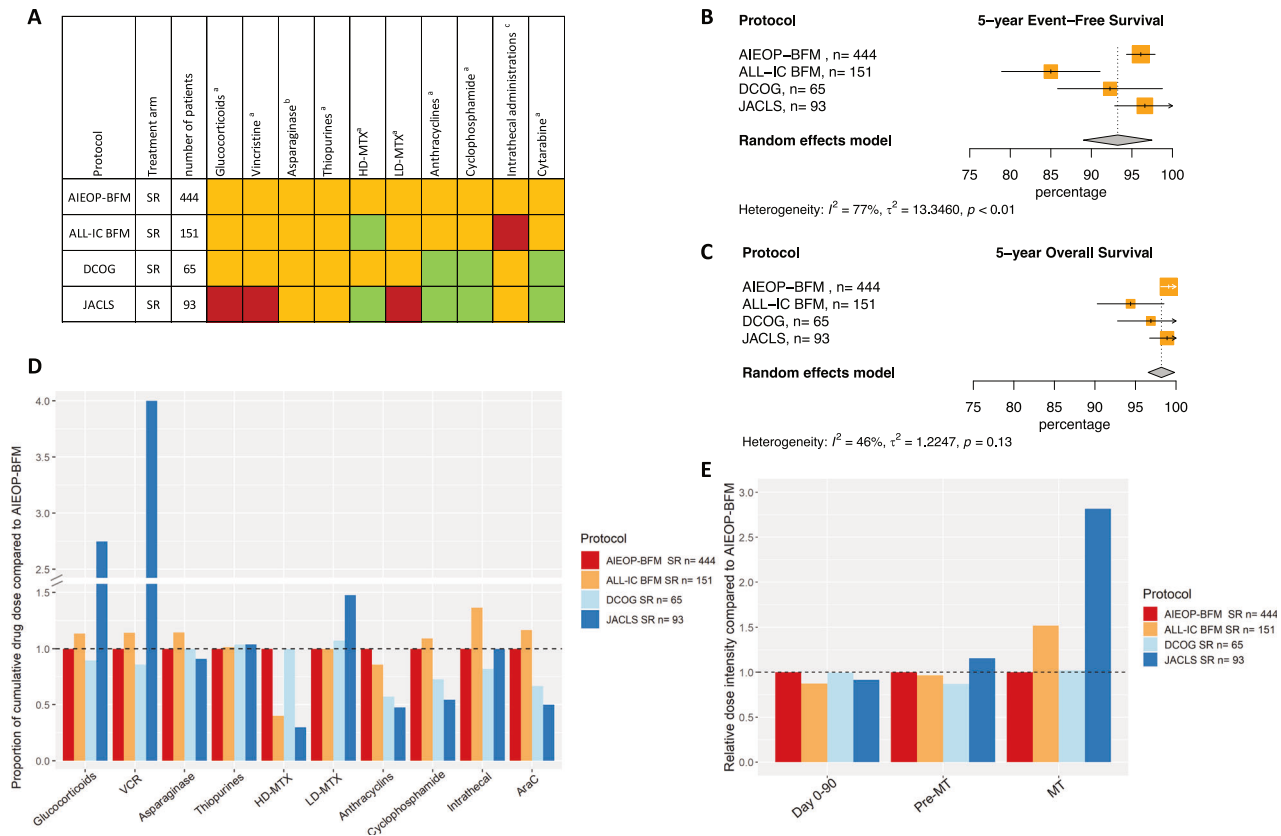 A
Protocol
Treatment arm
number of patients
Glucocorticoids a
Vincristine a
Asparaginase b
Thiopurines a
HD-MTX a
LD-MTX a
Anthracyclines a
Cyclophosphamide a
Intrathecal administrations c
Cytarabine a
AIEOP-BFM SR 444
ALL-IC BFM SR 151
DCOG SR 65
JACLS SR 93
B
Protocol 5-year Event-Free Survival
AIEOP-BFM , n= 444
ALL-IC BFM, n= 151
DCOG, n= 65
JACLS, n= 93
Random effects model
75 80 85 90 95 100
percentage
Heterogeneity: I² = 77%, τ² = 13.3460, p < 0.01
C
Protocol 5-year Overall Survival
AIEOP-BFM , n= 444
ALL-IC BFM, n= 151
DCOG, n= 65
JACLS, n= 93
Random effects model
75 80 85 90 95 100
percentage
Heterogeneity: I² = 46%, τ² = 1.2247, p = 0.13
D
Proportion of cumulative drug dose compared to AIEOP-BFM
4.0
3.5
3.0
2.5
1.5
1.0
0.5
0.0
Glucocorticoids
VCR
Asparaginase
Thiopurines
HD-MTX
LD-MTX
Anthracyclins
Cyclophosphamide
Intrathecal
AraC
Protocol
AIEOP-BFM SR n= 444
ALL-IC BFM SR n= 151
DCOG SR n= 65
JACLS SR n= 93
E
Relative dose intensity compared to AIEOP-BFM
3.0
2.5
2.0
1.5
1.0
0.5
0.0
Day 0-90
Pre-MT
MT
Protocol
AIEOP-BFM SR n= 444
ALL-IC BFM SR n= 151
DCOG SR n= 65
JACLS SR n= 93